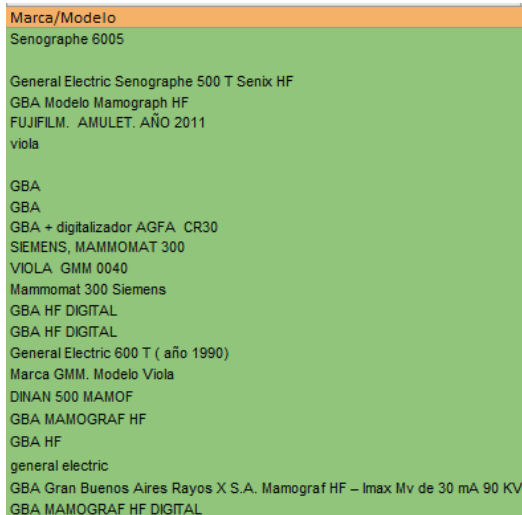 Marca/Modelo
Senographe 6005
General Electric Senographe 500 T Senix HF
GBA Modelo Mamograph HF
FUJIFILM. AMULET. AÑO 2011
viola
GBA
GBA
GBA + digitalizador AGFA CR30
SIEMENS, MAMMOMAT 300
VIOLA GMM 0040
Mammomat 300 Siemens
GBA HF DIGITAL
GBA HF DIGITAL
General Electric 600 T ( año 1990)
Marca GMM. Modelo Viola
DINAN 500 MAMOF
GBA MAMOGRAF HF
GBA HF
general electric
GBA Gran Buenos Aires Rayos X S.A. Mamograf HF – Imax Mv de 30 mA 90 KV
GBA MAMOGRAF HF DIGITAL